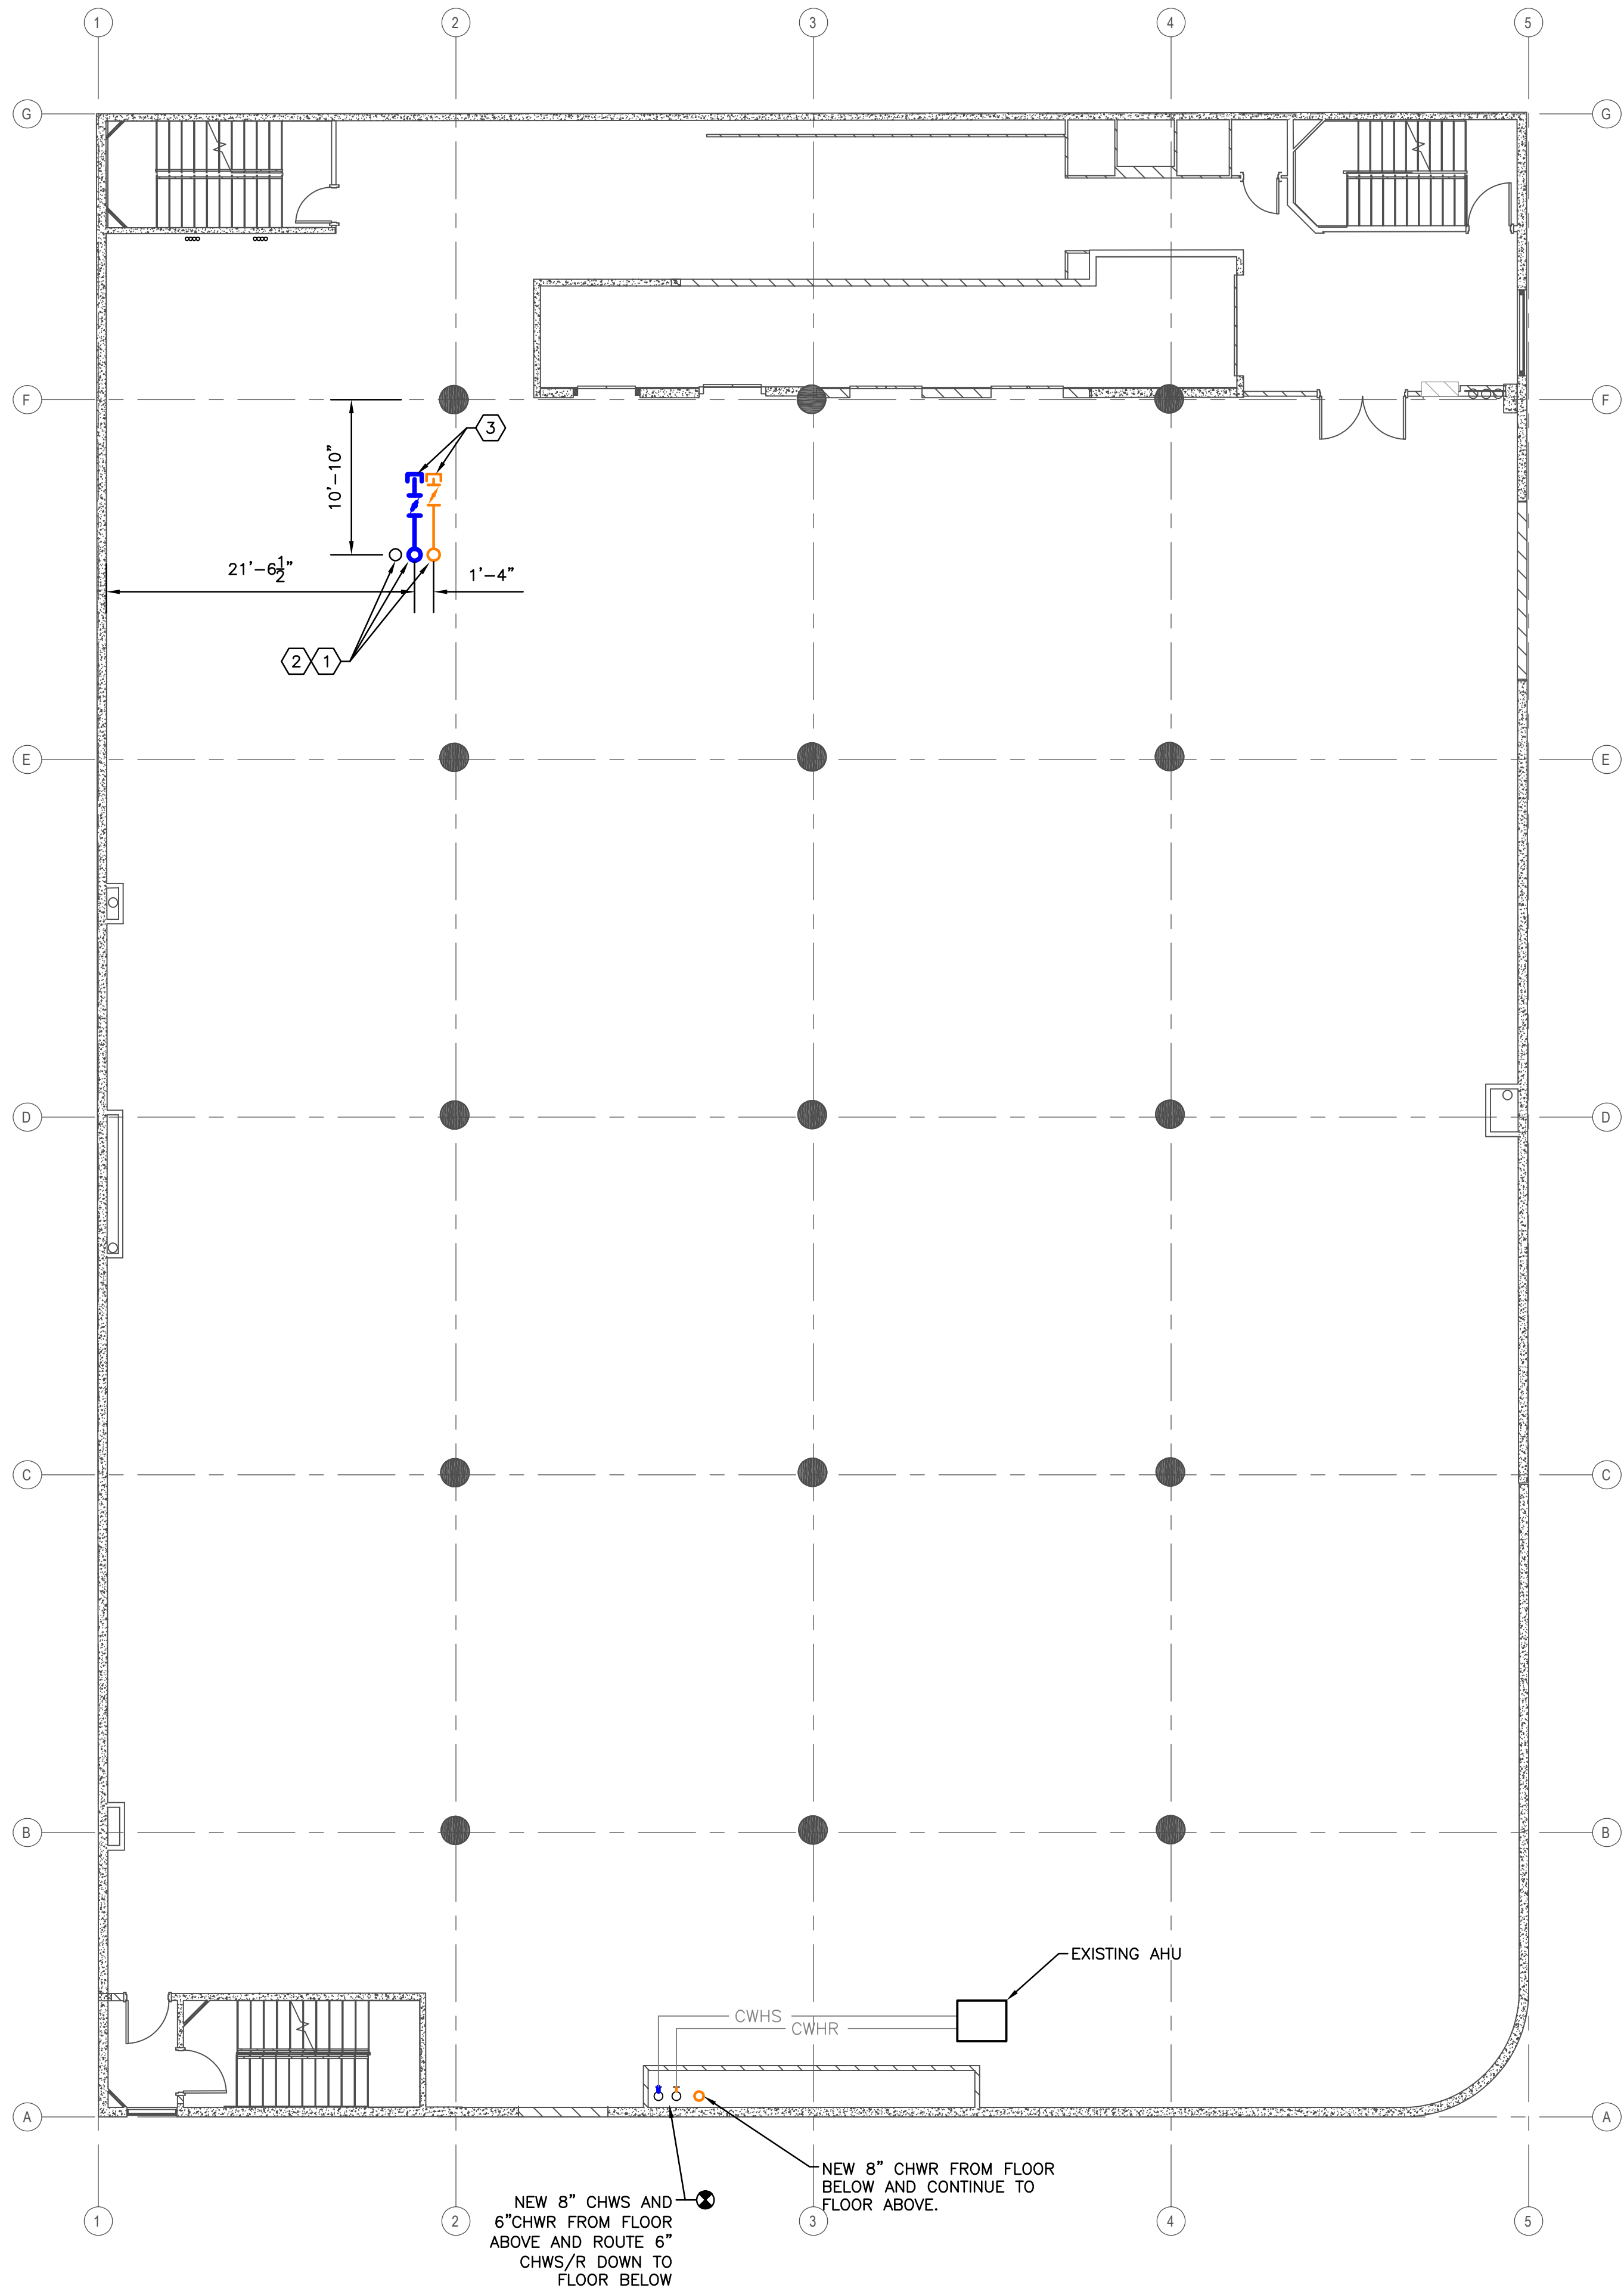 1 2 3 4 5
G G
3
F F
10'-10"
21'-6 1/2" 1'-4"
2 1
E E
D D
C C
B B
EXISTING AHU
CWHS
CWHR
A A
NEW 8" CHWR FROM FLOOR
BELOW AND CONTINUE TO
FLOOR ABOVE.
NEW 8" CHWS AND
6"CHWR FROM FLOOR
ABOVE AND ROUTE 6"
CHWS/R DOWN TO
FLOOR BELOW
1 2 3 4 5